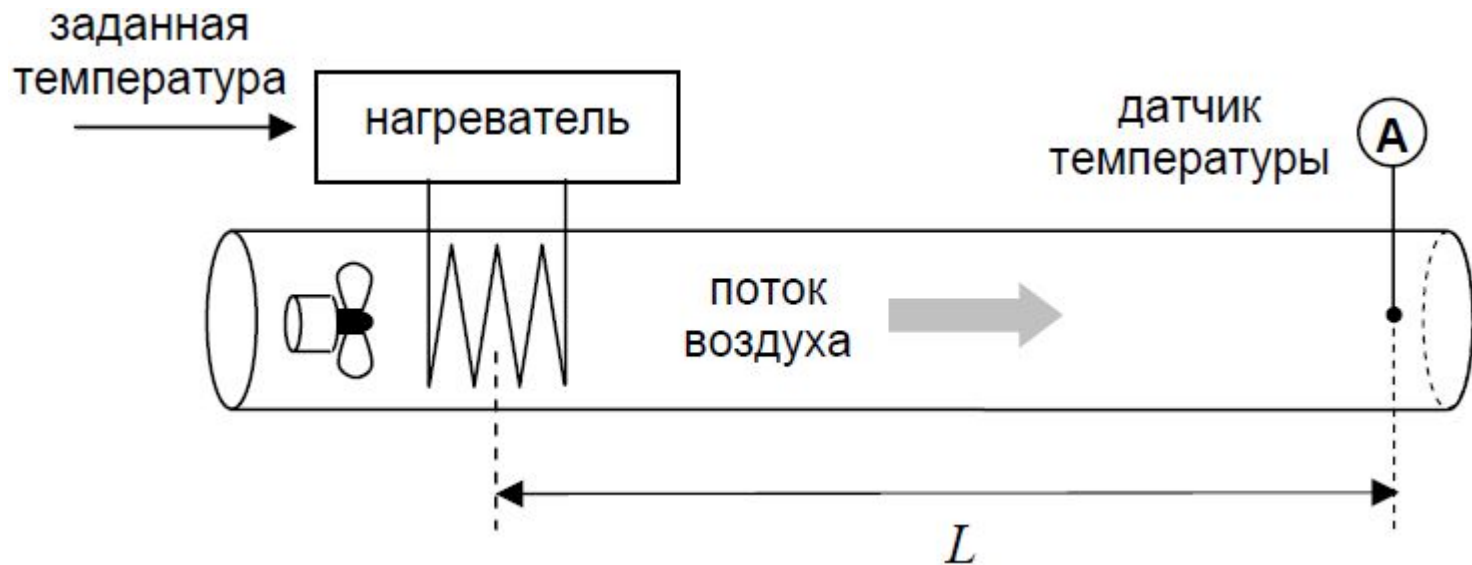 заданная
температура
нагреватель
датчик
температуры
A
поток
воздуха
L